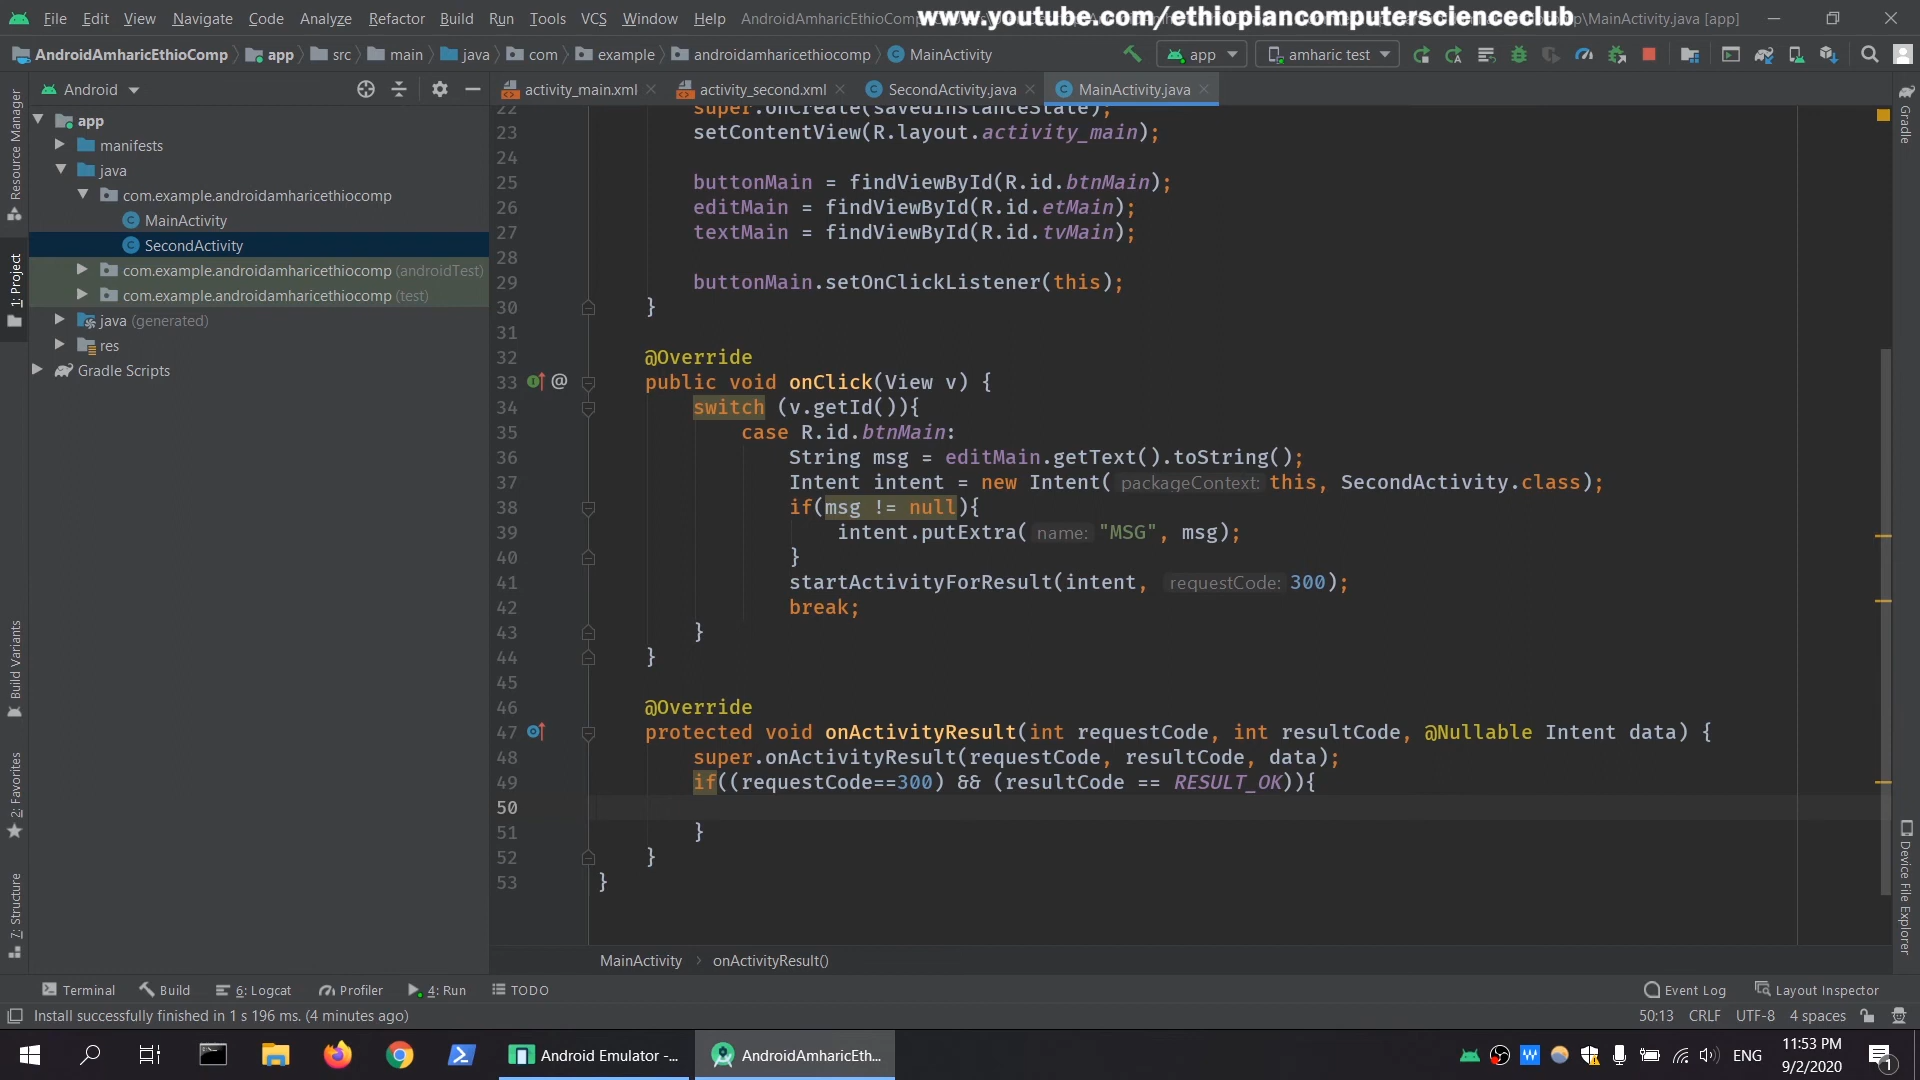 File Edit View Navigate Code Analyze Refactor Build Run Tools VCS Window Help AndroidAmharicEthioComp
www.youtube.com/ethiopiancomputerscienceclub
\MainActivity.java [app]
AndroidAmharicEthioComp app src main java com example androidamharicethiocomp MainActivity
app amharic test
Android
activity_main.xml activity_second.xml SecondActivity.java MainActivity.java
Resource Manager
1: Project
Build Variants
2: Favorites
7: Structure
app
manifests
java
com.example.androidamharicethiocomp
MainActivity
SecondActivity
com.example.androidamharicethiocomp (androidTest)
com.example.androidamharicethiocomp (test)
java (generated)
res
Gradle Scripts
22 super.onCreate(savedInstanceState);
23 setContentView(R.layout.activity_main);
24
25 buttonMain = findViewById(R.id.btnMain);
26 editMain = findViewById(R.id.etMain);
27 textMain = findViewById(R.id.tvMain);
28
29 buttonMain.setOnClickListener(this);
30 }
31
32 @Override
33 @ public void onClick(View v) {
34 switch (v.getId()){
35 case R.id.btnMain:
36 String msg = editMain.getText().toString();
37 Intent intent = new Intent( packageContext: this, SecondActivity.class);
38 if(msg != null){
39 intent.putExtra( name: "MSG", msg);
40 }
41 startActivityForResult(intent, requestCode: 300);
42 break;
43 }
44 }
45
46 @Override
47 protected void onActivityResult(int requestCode, int resultCode, @Nullable Intent data) {
48 super.onActivityResult(requestCode, resultCode, data);
49 if((requestCode==300) && (resultCode == RESULT_OK)){
50
51 }
52 }
53 }
Gradle
Device File Explorer
MainActivity › onActivityResult()
Terminal Build 6: Logcat Profiler 4: Run TODO Event Log Layout Inspector
Install successfully finished in 1 s 196 ms. (4 minutes ago) 50:13 CRLF UTF-8 4 spaces
Android Emulator -... AndroidAmharicEth... ENG 11:53 PM
9/2/2020
1